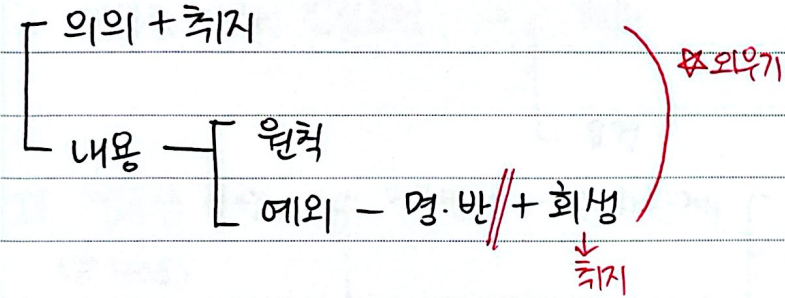 의의 + 취지
☆ 외우기
내용 원칙
예외 - 명·반 // + 회생
↓
취지